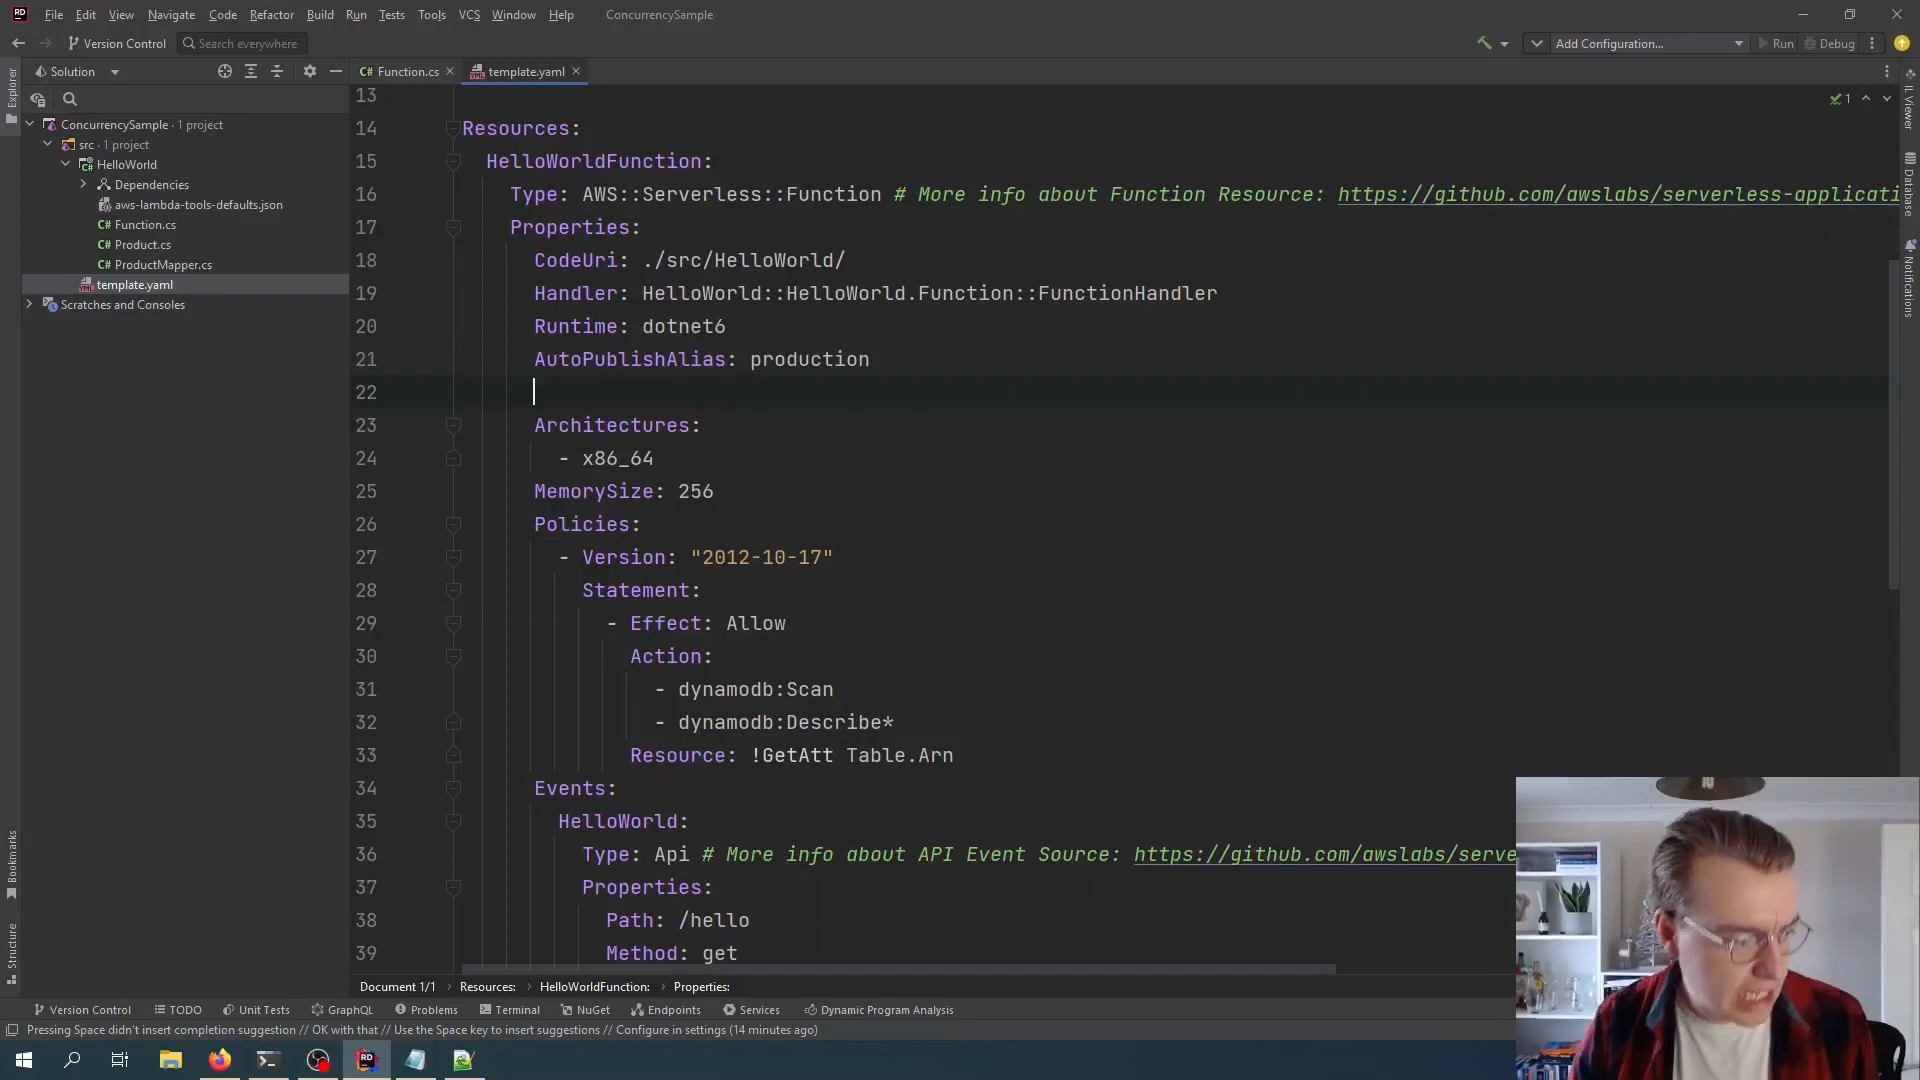 RD File Edit View Navigate Code Refactor Build Run Tests Tools VCS Window Help ConcurrencySample
Version Control Search everywhere Add Configuration... Run Debug
Explorer
Solution
C# Function.cs
template.yaml
ConcurrencySample · 1 project
src · 1 project
HelloWorld
Dependencies
aws-lambda-tools-defaults.json
C# Function.cs
C# Product.cs
C# ProductMapper.cs
template.yaml
Scratches and Consoles
13
14 Resources:
15 HelloWorldFunction:
16 Type: AWS::Serverless::Function # More info about Function Resource: https://github.com/awslabs/serverless-applicati
17 Properties:
18 CodeUri: ./src/HelloWorld/
19 Handler: HelloWorld::HelloWorld.Function::FunctionHandler
20 Runtime: dotnet6
21 AutoPublishAlias: production
22
23 Architectures:
24 - x86_64
25 MemorySize: 256
26 Policies:
27 - Version: "2012-10-17"
28 Statement:
29 - Effect: Allow
30 Action:
31 - dynamodb:Scan
32 - dynamodb:Describe*
33 Resource: !GetAtt Table.Arn
34 Events:
35 HelloWorld:
36 Type: Api # More info about API Event Source: https://github.com/awslabs/serve
37 Properties:
38 Path: /hello
39 Method: get
1
IL Viewer
Database
Notifications
Bookmarks
Structure
Document 1/1 › Resources: › HelloWorldFunction: › Properties:
Version Control TODO Unit Tests GraphQL Problems Terminal NuGet Endpoints Services Dynamic Program Analysis
Pressing Space didn't insert completion suggestion // OK with that // Use the Space key to insert suggestions // Configure in settings (14 minutes ago)
RD